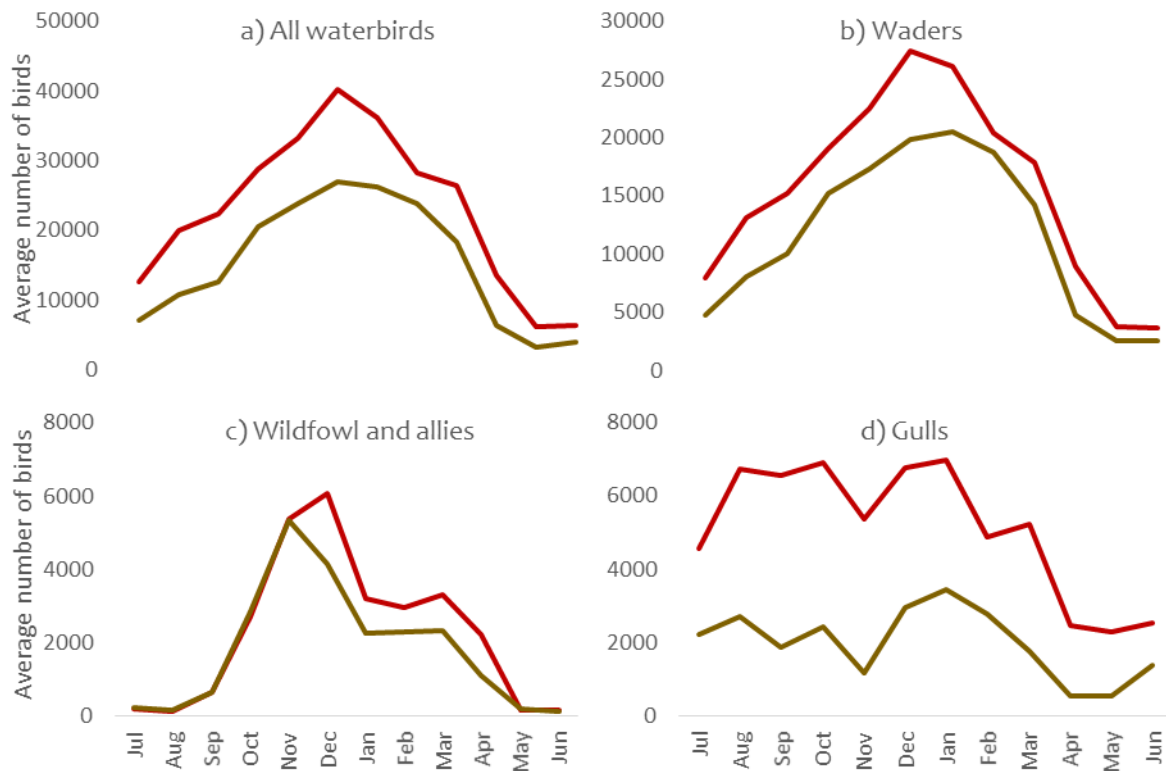 a) All waterbirds
Average number of birds
50000
40000
30000
20000
10000
0
b) Waders
30000
25000
20000
15000
10000
5000
0
c) Wildfowl and allies
Average number of birds
8000
6000
4000
2000
0
Jul
Aug
Sep
Oct
Nov
Dec
Jan
Feb
Mar
Apr
May
Jun
d) Gulls
8000
6000
4000
2000
0
Jul
Aug
Sep
Oct
Nov
Dec
Jan
Feb
Mar
Apr
May
Jun